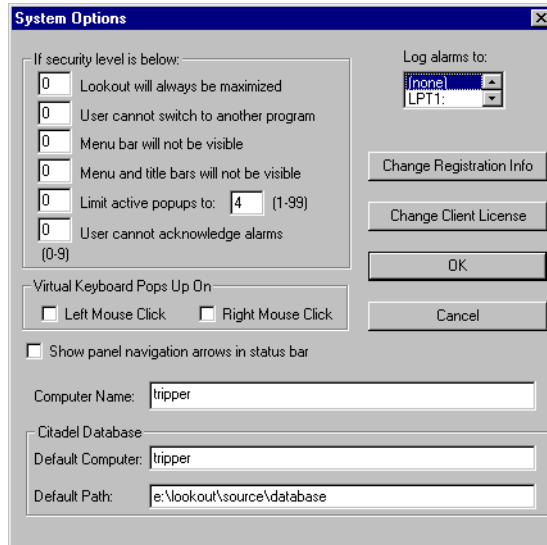 System Options
If security level is below:
0 Lookout will always be maximized
0 User cannot switch to another program
0 Menu bar will not be visible
0 Menu and title bars will not be visible
0 Limit active popups to: 4 (1-99)
0 User cannot acknowledge alarms
(0-9)
Log alarms to:
(none)
LPT1:
Change Registration Info
Change Client License
OK
Cancel
Virtual Keyboard Pops Up On
Left Mouse Click Right Mouse Click
Show panel navigation arrows in status bar
Computer Name: tripper
Citadel Database
Default Computer: tripper
Default Path: e:\lookout\source\database